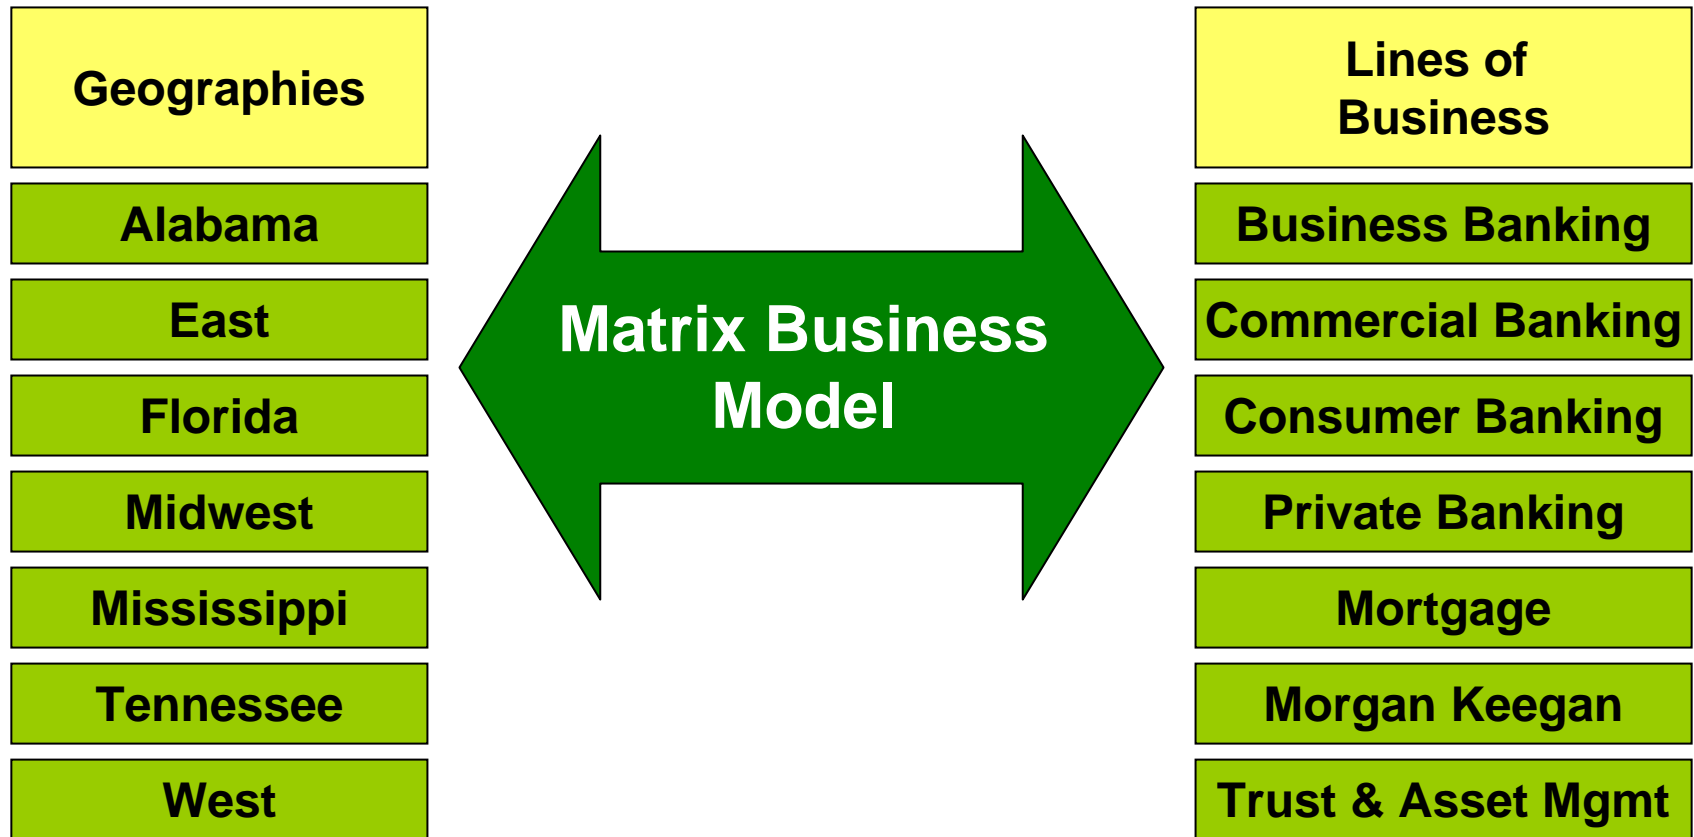 Geographies
Alabama
East
Florida
Midwest
Mississippi
Tennessee
West
Matrix Business
Model
Lines of
Business
Business Banking
Commercial Banking
Consumer Banking
Private Banking
Mortgage
Morgan Keegan
Trust & Asset Mgmt